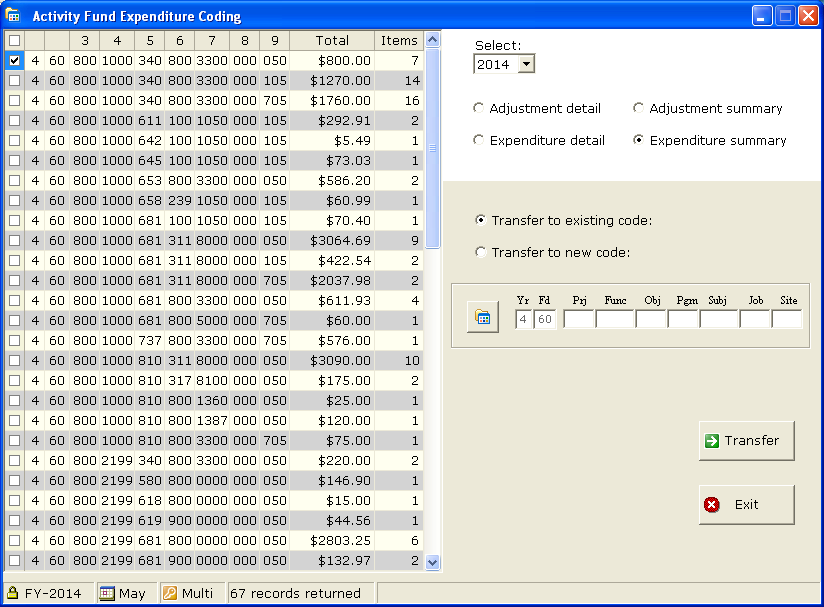 Activity Fund Expenditure Coding
3 4 5 6 7 8 9 Total Items
4 60 800 1000 340 800 3300 000 050 $800.00 7
4 60 800 1000 340 800 3300 000 105 $1270.00 14
4 60 800 1000 340 800 3300 000 705 $1760.00 16
4 60 800 1000 611 100 1050 000 105 $292.91 2
4 60 800 1000 642 100 1050 000 105 $5.49 1
4 60 800 1000 645 100 1050 000 105 $73.03 1
4 60 800 1000 653 800 3300 000 050 $586.20 2
4 60 800 1000 658 239 1050 000 105 $60.99 1
4 60 800 1000 681 100 1050 000 105 $70.40 1
4 60 800 1000 681 311 8000 000 050 $3064.69 9
4 60 800 1000 681 311 8000 000 105 $422.54 2
4 60 800 1000 681 311 8000 000 705 $2037.98 2
4 60 800 1000 681 800 3300 000 050 $611.93 4
4 60 800 1000 681 800 5000 000 705 $60.00 1
4 60 800 1000 737 800 3300 000 705 $576.00 1
4 60 800 1000 810 311 8000 000 050 $3090.00 10
4 60 800 1000 810 317 8100 000 050 $175.00 2
4 60 800 1000 810 800 1360 000 050 $25.00 1
4 60 800 1000 810 800 1387 000 050 $120.00 1
4 60 800 1000 810 800 3300 000 705 $75.00 1
4 60 800 2199 340 800 3300 000 050 $220.00 2
4 60 800 2199 580 800 0000 000 050 $146.90 1
4 60 800 2199 618 800 0000 000 050 $15.00 1
4 60 800 2199 619 900 0000 000 050 $44.56 1
4 60 800 2199 681 800 0000 000 050 $2803.25 6
4 60 800 2199 681 900 0000 000 050 $132.97 2
Select:
2014
Adjustment detail Adjustment summary
Expenditure detail Expenditure summary
Transfer to existing code:
Transfer to new code:
Yr Fd Prj Func Obj Pgm Subj Job Site
4 60
Transfer
Exit
FY-2014 May Multi 67 records returned